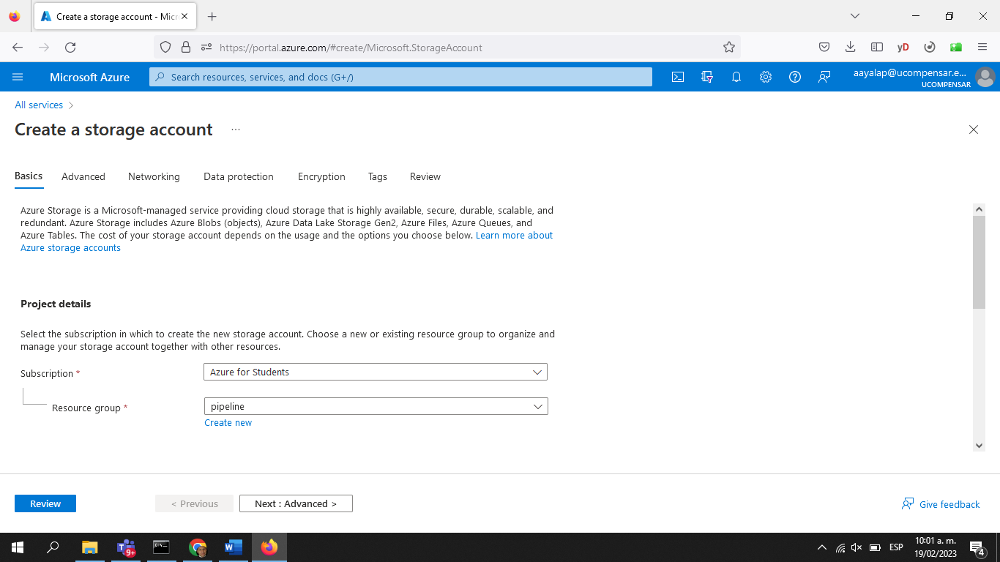 Create a storage account - Micr
https://portal.azure.com/#create/Microsoft.StorageAccount
yD
Microsoft Azure
Search resources, services, and docs (G+/)
aayalap@ucompensar.e...
UCOMPENSAR
All services
Create a storage account ...
Basics Advanced Networking Data protection Encryption Tags Review
Azure Storage is a Microsoft-managed service providing cloud storage that is highly available, secure, durable, scalable, and
redundant. Azure Storage includes Azure Blobs (objects), Azure Data Lake Storage Gen2, Azure Files, Azure Queues, and
Azure Tables. The cost of your storage account depends on the usage and the options you choose below. Learn more about
Azure storage accounts
Project details
Select the subscription in which to create the new storage account. Choose a new or existing resource group to organize and
manage your storage account together with other resources.
Subscription *
Azure for Students
Resource group *
pipeline
Create new
Review
< Previous
Next : Advanced >
Give feedback
9+
ESP
10:01 a. m.
19/02/2023
4